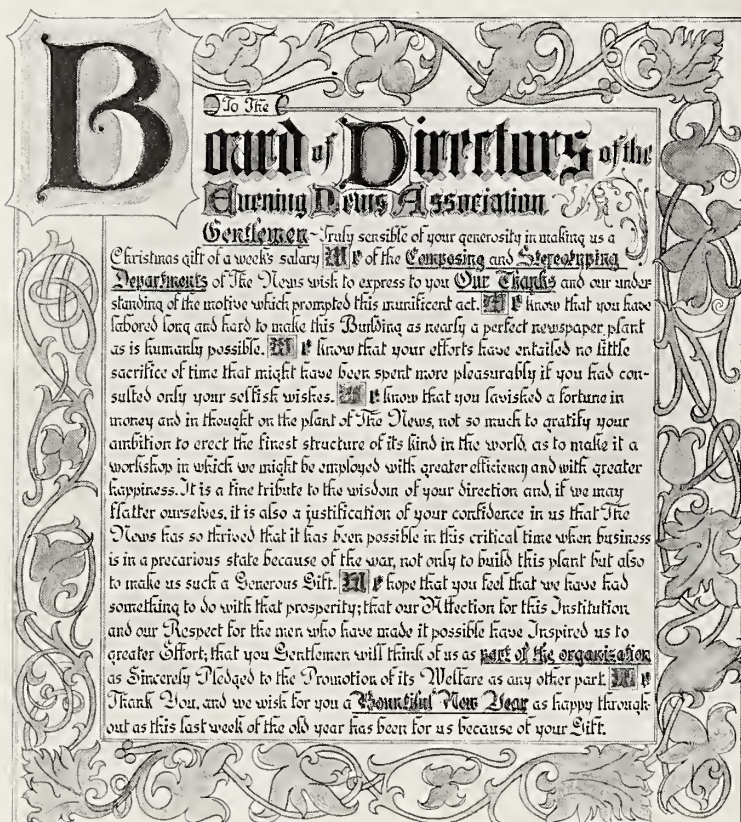 To The
Board of Directors of the
Evening News Association
Gentlemen~Truly sensible of your generosity in making us a
Christmas gift of a week's salary We of the Composing and Stereotyping
Departments of The News wish to express to you Our Thanks and our under-
standing of the motive which prompted this munificent act. We know that you have
labored long and hard to make this Building as nearly a perfect newspaper plant
as is humanly possible. We know that your efforts have entailed no little
sacrifice of time that might have been spent more pleasurably if you had con-
sulted only your selfish wishes. We know that you lavished a fortune in
money and in thought on the plant of The News, not so much to gratify your
ambition to erect the finest structure of its kind in the world, as to make it a
workshop in which we might be employed with greater efficiency and with greater
happiness. It is a fine tribute to the wisdom of your direction and, if we may
flatter ourselves, it is also a justification of your confidence in us that The
News has so thrived that it has been possible in this critical time when business
is in a precarious state because of the war, not only to build this plant but also
to make us such a Generous Gift. We hope that you feel that we have had
something to do with that prosperity; that our Affection for this Institution
and our Respect for the men who have made it possible have Inspired us to
greater Effort; that you Gentlemen will think of us as part of the organization
as Sincerely Pledged to the Promotion of its Welfare as any other part. We
Thank You, and we wish for you a Bountiful New Year as happy through-
out as this last week of the old year has been for us because of your Gift.